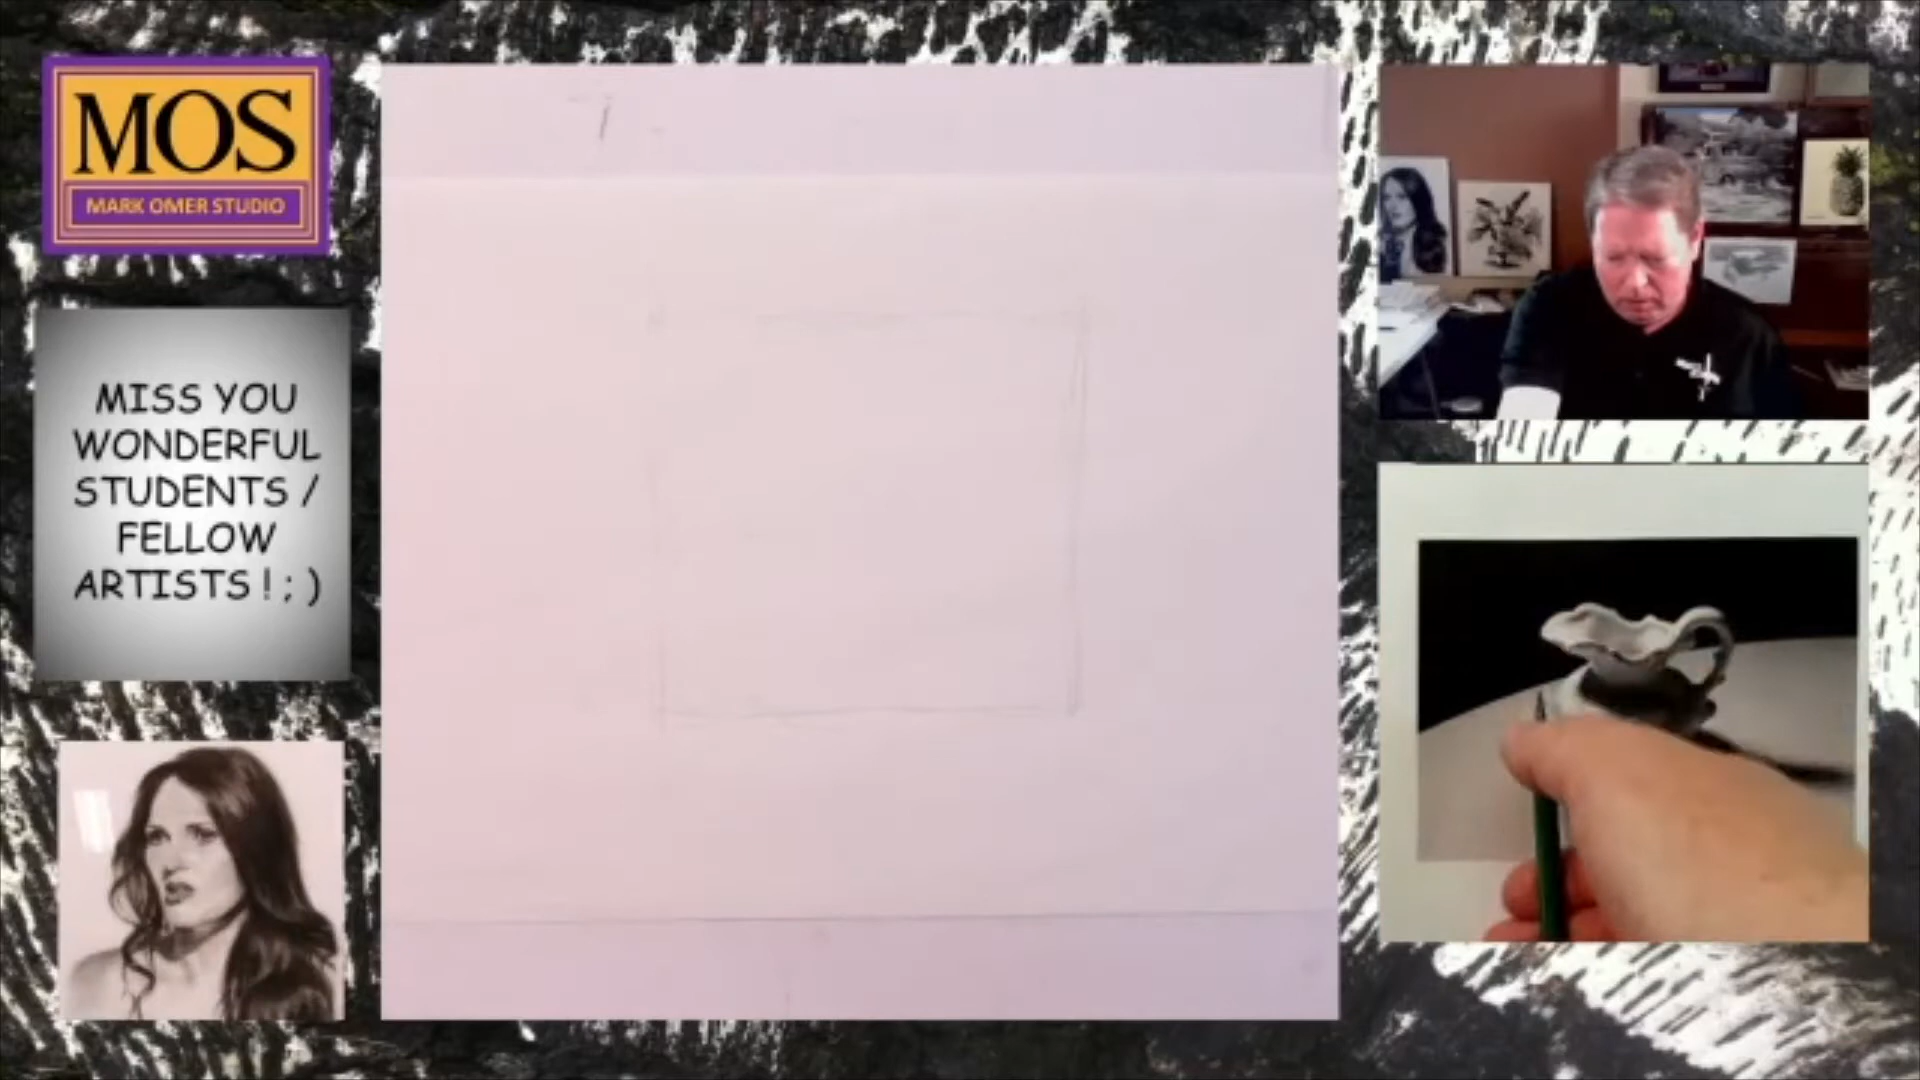 MOS
MARK OMER STUDIO
MISS YOU
WONDERFUL
STUDENTS /
FELLOW
ARTISTS ! ; )